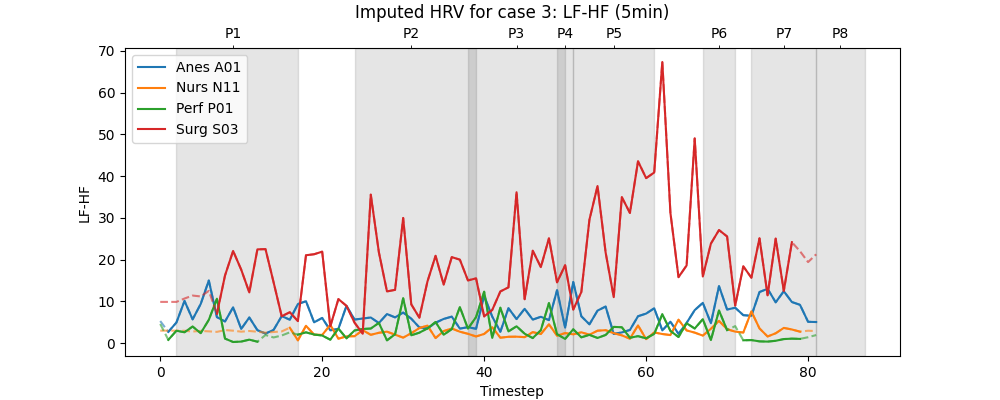 Imputed HRV for case 3: LF-HF (5min)
P1 P2 P3 P4 P5 P6 P7 P8
70
60
50
40
30
20
10
0
LF-HF
Anes A01
Nurs N11
Perf P01
Surg S03
0 20 40 60 80
Timestep